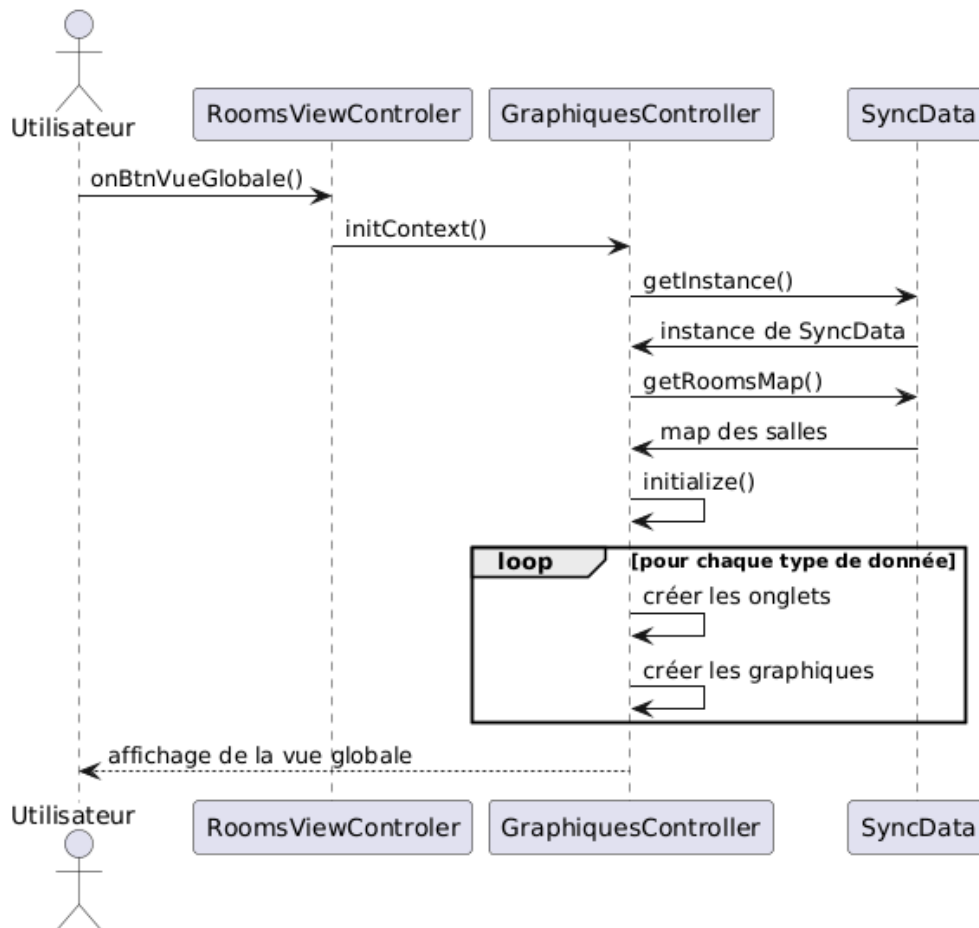 Utilisateur
RoomsViewControler
GraphiquesController
SyncData
onBtnVueGlobale()
initContext()
getInstance()
instance de SyncData
getRoomsMap()
map des salles
initialize()
loop
[pour chaque type de donnée]
créer les onglets
créer les graphiques
affichage de la vue globale
Utilisateur
RoomsViewControler
GraphiquesController
SyncData